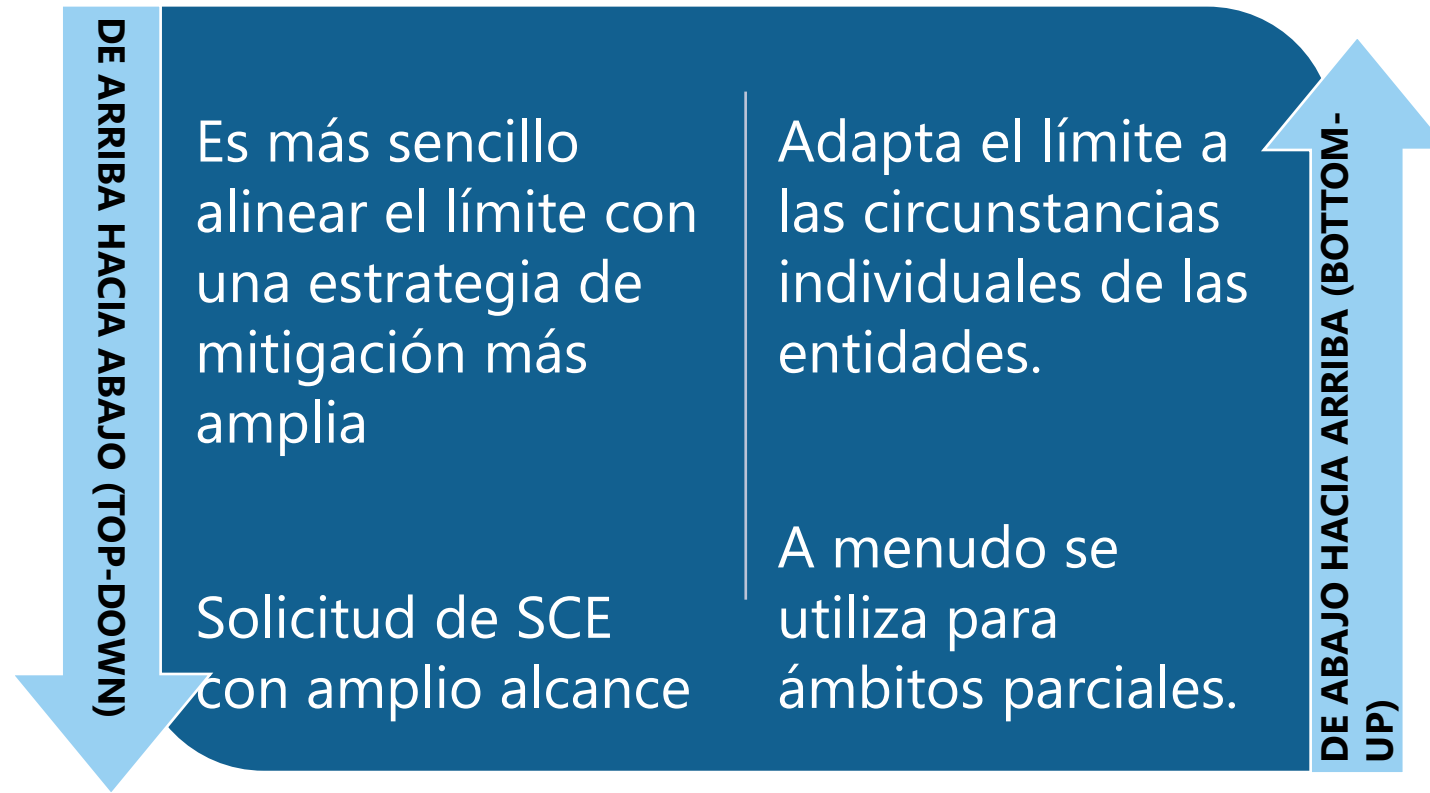 DE ARRIBA HACIA ABAJO (TOP-DOWN)
Es más sencillo
alinear el límite con
una estrategia de
mitigación más
amplia
Solicitud de SCE
con amplio alcance
Adapta el límite a
las circunstancias
individuales de las
entidades.
A menudo se
utiliza para
ámbitos parciales.
DE ABAJO HACIA ARRIBA (BOTTOM-
UP)